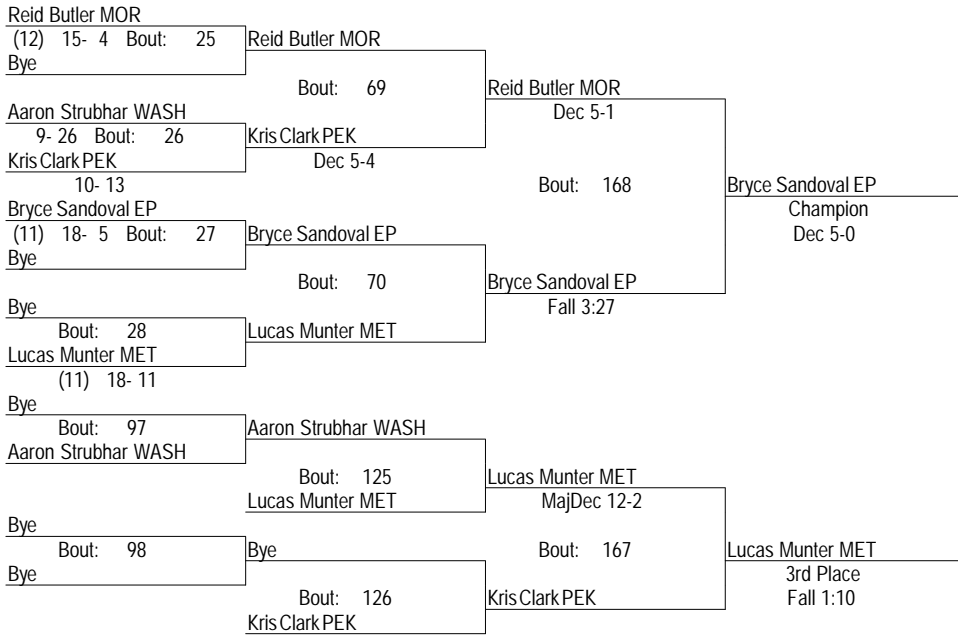 Reid Butler MOR
(12) 15- 4 Bout: 25
Reid Butler MOR
Bye
Bout: 69
Reid Butler MOR
Aaron Strubhar WASH
Dec 5-1
9- 26 Bout: 26
Kris Clark PEK
Kris Clark PEK
Dec 5-4
10- 13
Bout: 168
Bryce Sandoval EP
Bryce Sandoval EP
Champion
(11) 18- 5 Bout: 27
Bryce Sandoval EP
Dec 5-0
Bye
Bout: 70
Bryce Sandoval EP
Bye
Fall 3:27
Bout: 28
Lucas Munter MET
Lucas Munter MET
(11) 18- 11
Bye
Bout: 97
Aaron Strubhar WASH
Aaron Strubhar WASH
Bout: 125
Lucas Munter MET
Lucas Munter MET
MajDec 12-2
Bye
Bout: 98
Bye
Bout: 167
Lucas Munter MET
Bye
3rd Place
Bout: 126
Kris Clark PEK
Fall 1:10
Kris Clark PEK